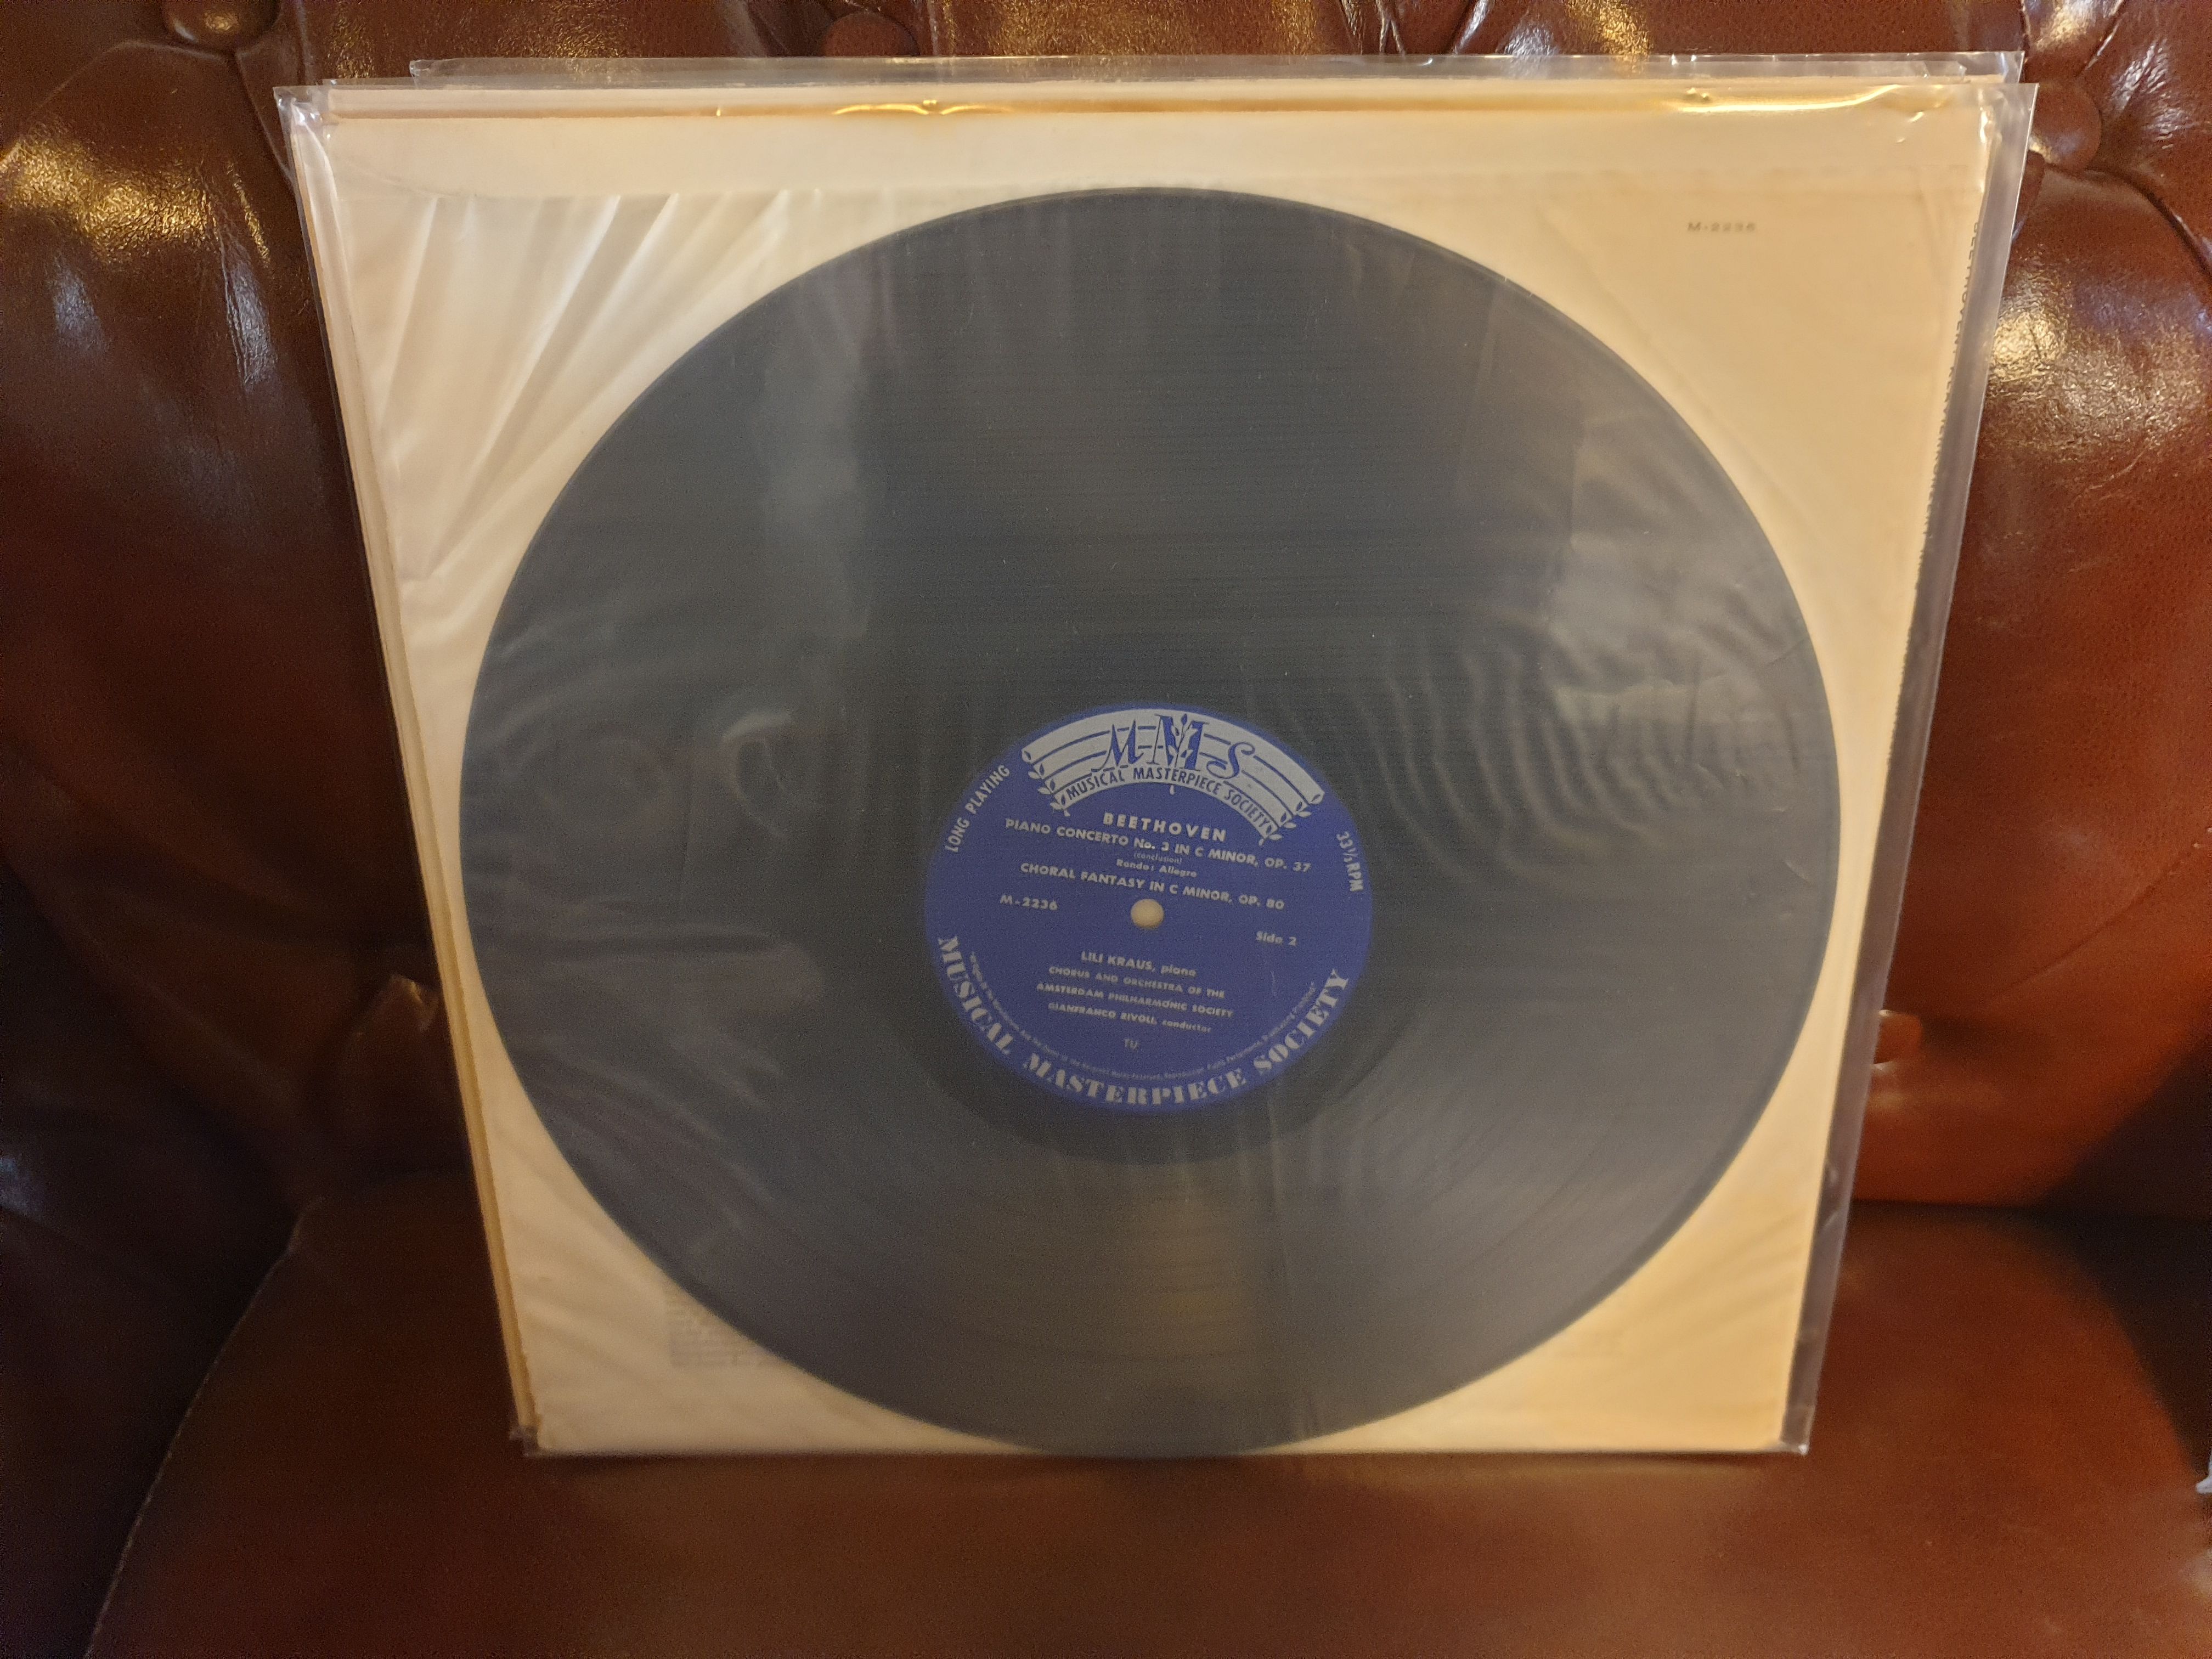 M-2236
MMS
MUSICAL MASTERPIECE SOCIETY
LONG PLAYING
33⅓ RPM
BEETHOVEN
PIANO CONCERTO No. 3 IN C MINOR, OP. 37
(conclusion)
Rondo: Allegro
CHORAL FANTASY IN C MINOR, OP. 80
M-2236
Side 2
LILI KRAUS, piano
CHORUS AND ORCHESTRA OF THE
AMSTERDAM PHILHARMONIC SOCIETY
GIANFRANCO RIVOLI, conductor
TU
MUSICAL MASTERPIECE SOCIETY